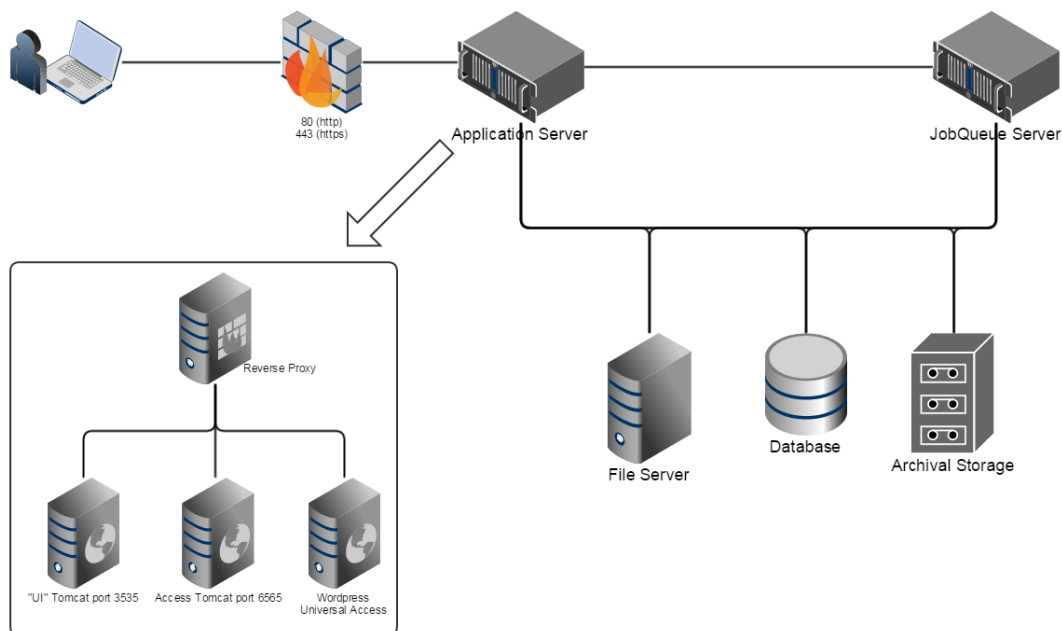 80 (http)
443 (https)
Application Server
JobQueue Server
Reverse Proxy
File Server
Database
Archival Storage
"UI" Tomcat port 3535
Access Tomcat port 6565
Wordpress
Universal Access